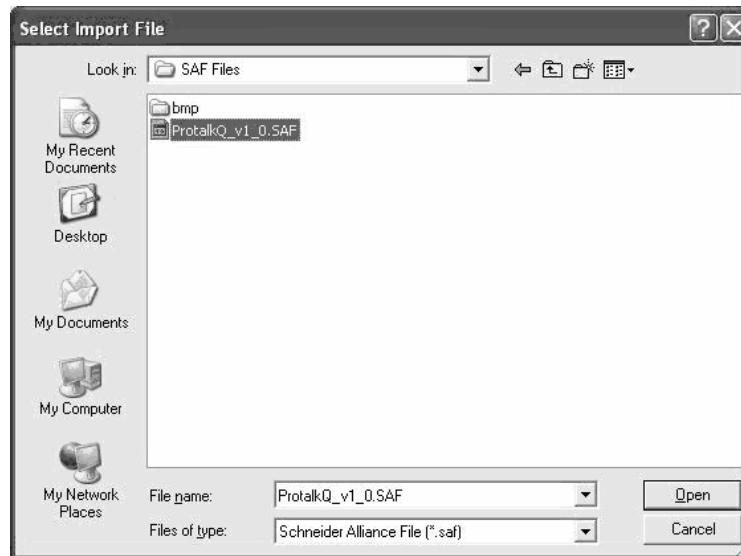 Select Import File
Look in: SAF Files
bmp
ProtalkQ_v1_0.SAF
My Recent
Documents
Desktop
My Documents
My Computer
My Network
Places
File name: ProtalkQ_v1_0.SAF Open
Files of type: Schneider Alliance File (*.saf) Cancel